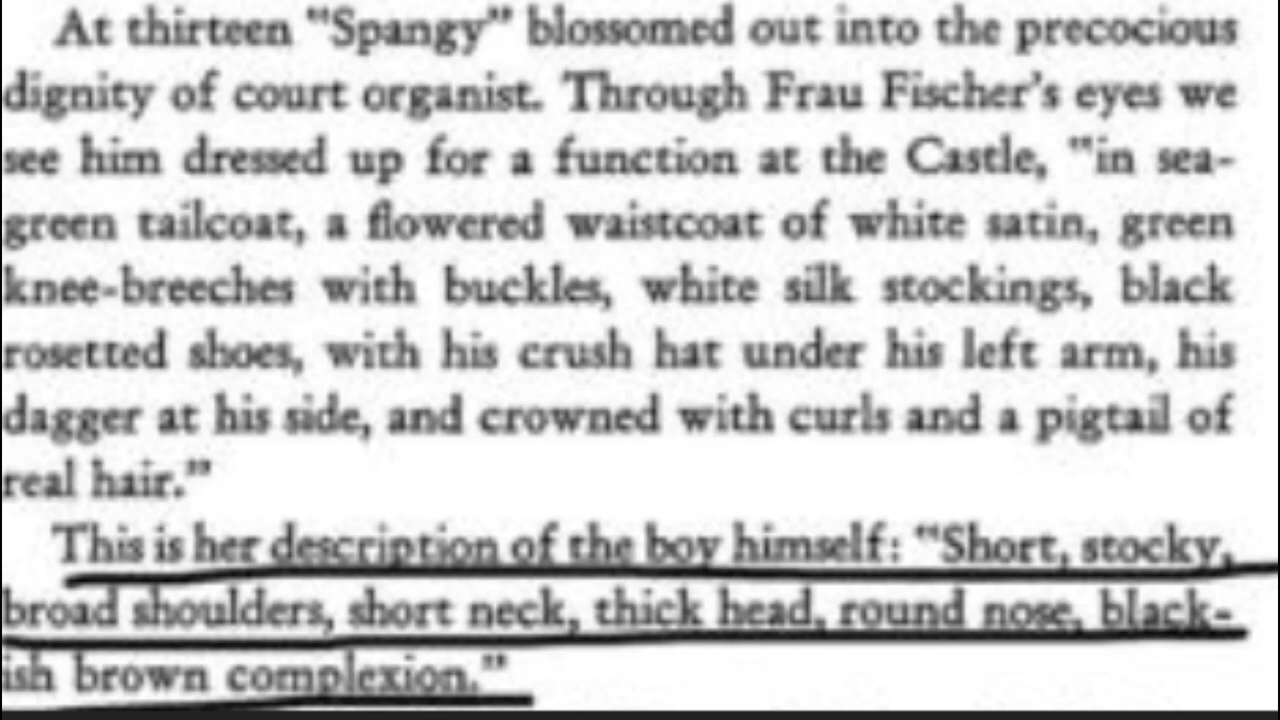 At thirteen “Spangy” blossomed out into the precocious
dignity of court organist. Through Frau Fischer’s eyes we
see him dressed up for a function at the Castle, “in sea-
green tailcoat, a flowered waistcoat of white satin, green
knee-breeches with buckles, white silk stockings, black
rosetted shoes, with his crush hat under his left arm, his
dagger at his side, and crowned with curls and a pigtail of
real hair.”
This is her description of the boy himself: “Short, stocky,
broad shoulders, short neck, thick head, round nose, black-
ish brown complexion.”